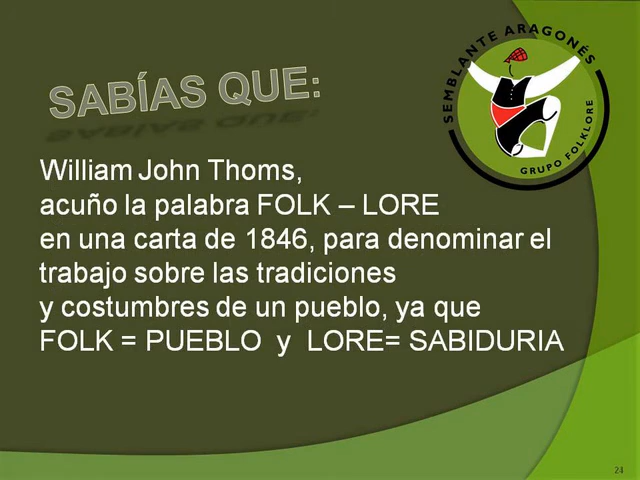 SEMBLANTE ARAGONÉS
GRUPO FOLKLORE
SABÍAS QUE:
William John Thoms,
acuño la palabra FOLK – LORE
en una carta de 1846, para denominar el
trabajo sobre las tradiciones
y costumbres de un pueblo, ya que
FOLK = PUEBLO y LORE= SABIDURIA
24